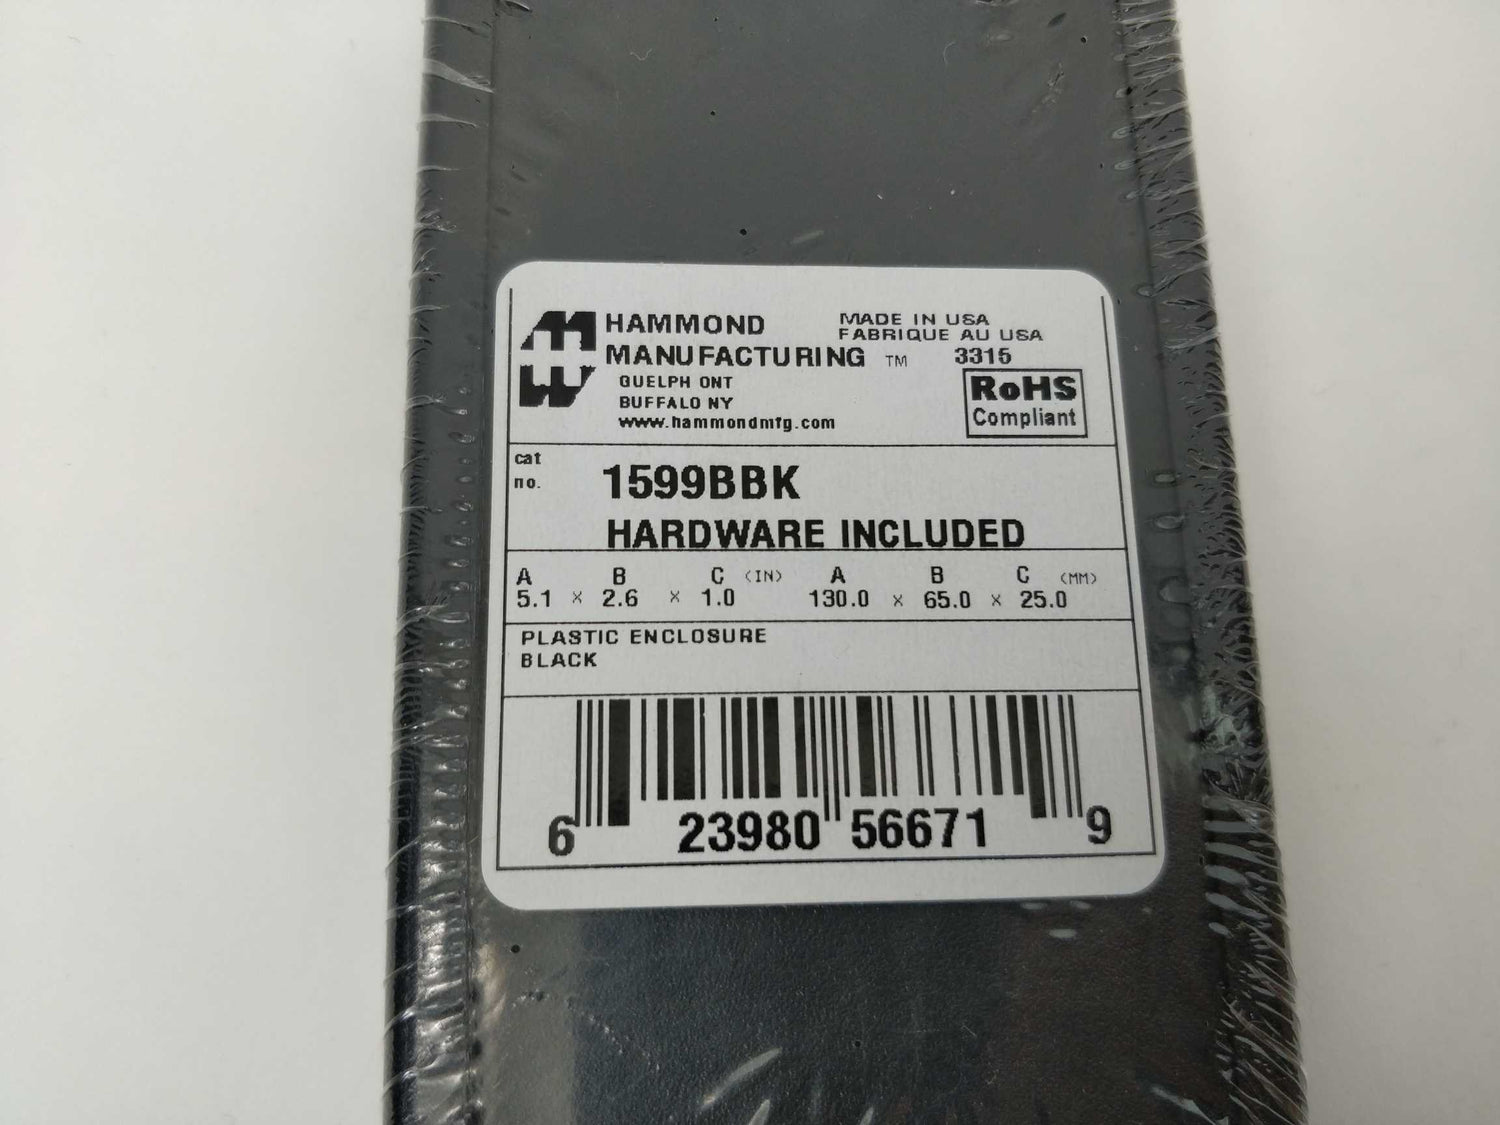 HAMMOND
MANUFACTURING ™
GUELPH ONT
BUFFALO NY
www.hammondmfg.com
MADE IN USA
FABRIQUE AU USA
3315
RoHS
Compliant
cat
no.
1599BBK
HARDWARE INCLUDED
A B C (IN) A B C (MM)
5.1 x 2.6 x 1.0 130.0 x 65.0 x 25.0
PLASTIC ENCLOSURE
BLACK
6 23980 56671 9